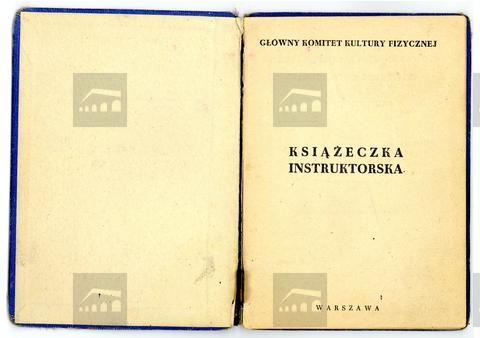 GŁÓWNY KOMITET KULTURY FIZYCZNEJ
KSIĄŻECZKA
INSTRUKTORSKA
WARSZAWA